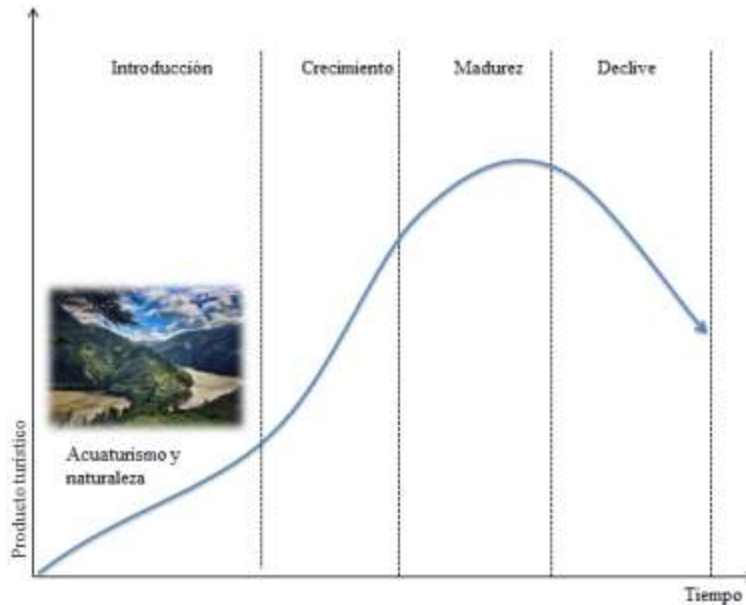 Introducción
Crecimiento
Madurez
Declive
Acuaturismo y
naturaleza
Producto turístico
Tiempo